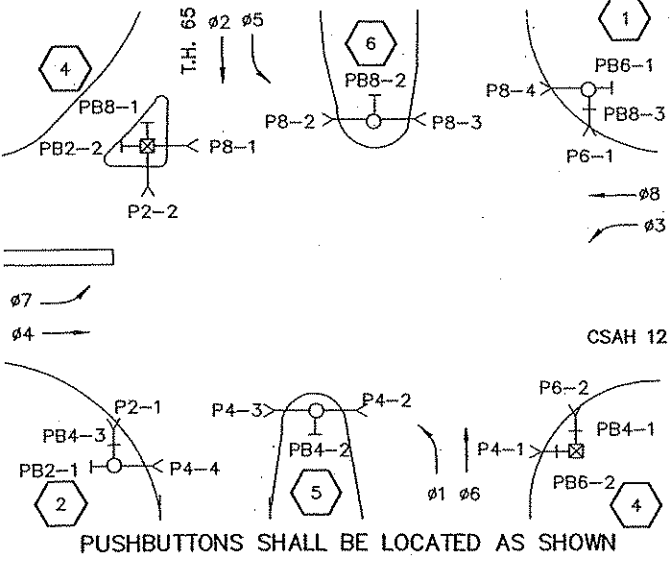 T.H. 65
ø2 ø5
4
PB8-1
PB2-2
P8-1
P2-2
6
PB8-2
P8-2
P8-3
1
PB6-1
P8-4
PB8-3
P6-1
ø8
ø3
ø7
ø4
CSAH 12
P2-1
PB4-3
PB2-1
P4-4
2
P4-3
P4-2
PB4-2
5
ø1 ø6
P6-2
PB4-1
P4-1
PB6-2
4
PUSHBUTTONS SHALL BE LOCATED AS SHOWN